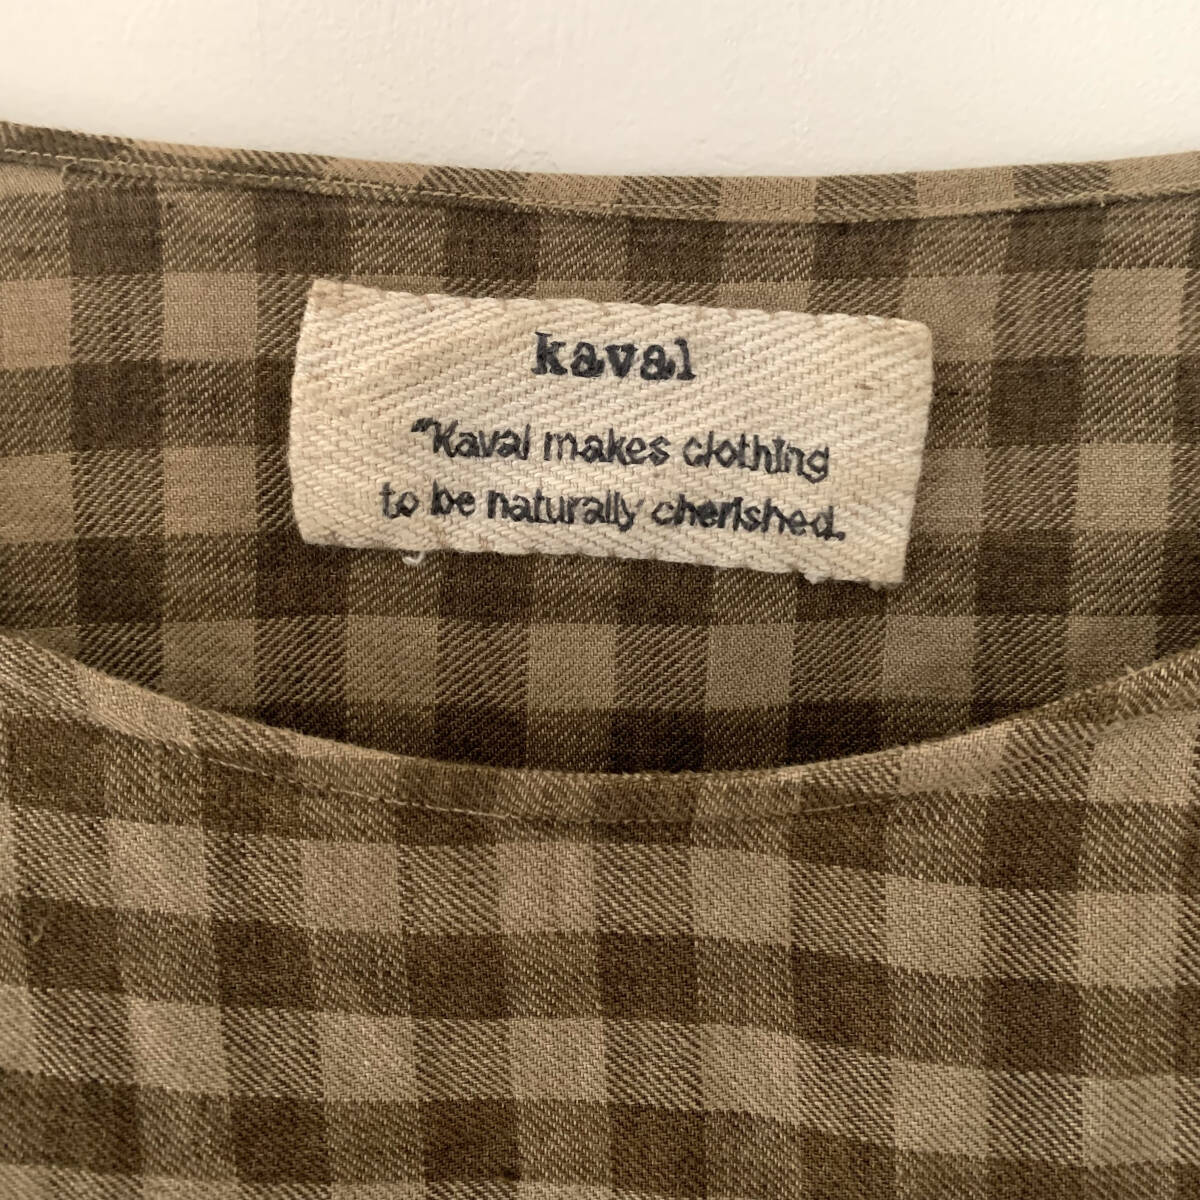 kaval
"Kaval makes clothing
to be naturally cherished.